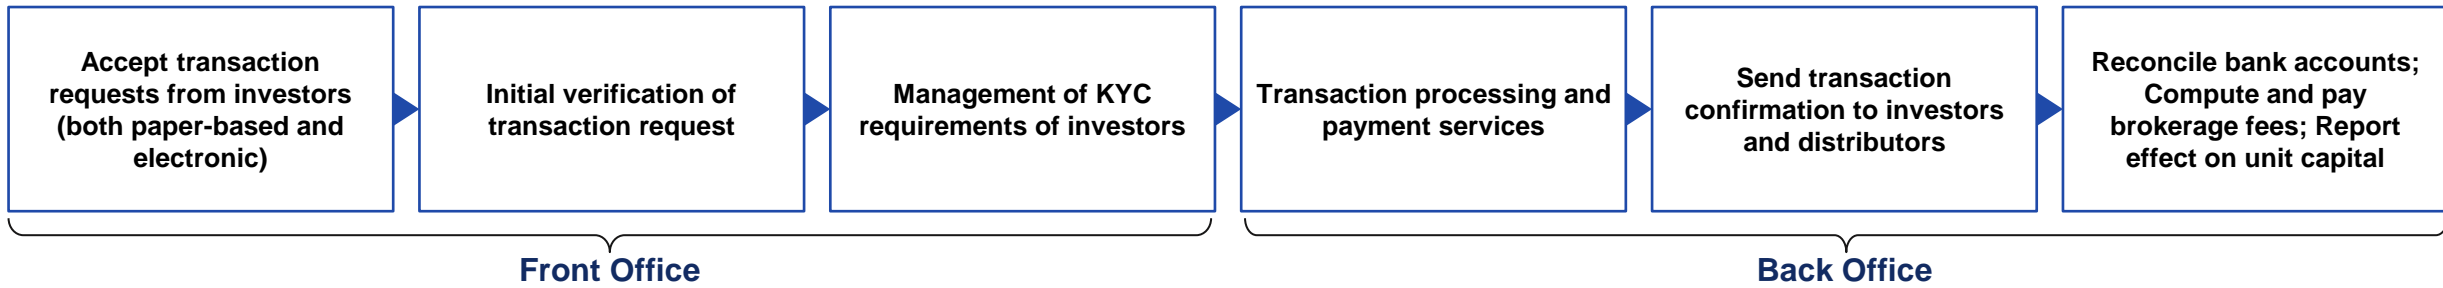 Accept transaction
requests from investors
(both paper-based and
electronic)
Initial verification of
transaction request
Management of KYC
requirements of investors
Transaction processing and
payment services
Send transaction
confirmation to investors
and distributors
Reconcile bank accounts;
Compute and pay
brokerage fees; Report
effect on unit capital
Front Office
Back Office